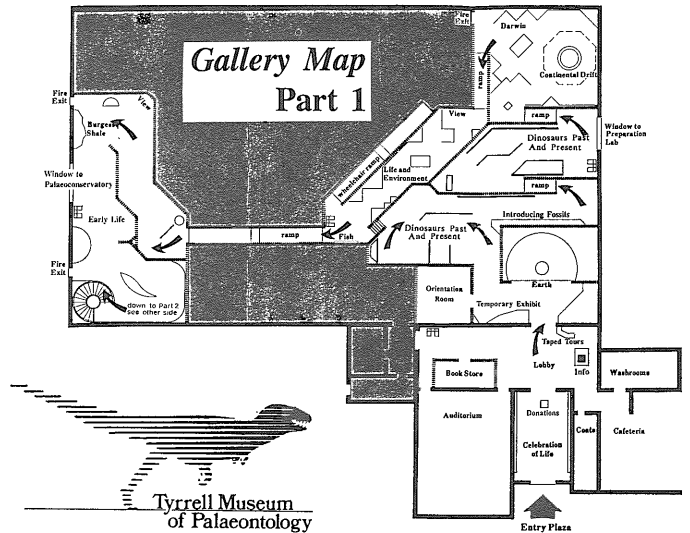 Gallery Map
Part 1
Fire
Exit
Darwin
Continental Drift
ramp
View
ramp
Dinosaurs Past
And Present
Window to
Preparation
Lab
ramp
Fire
Exit
View
Burgess
Shale
Window to
Palaeoconservatory
Early Life
Fire
Exit
down to Part 2
see other side
wheelchair ramp
Life and
Environment
ramp
Fish
Dinosaurs Past
And Present
Introducing Fossils
Earth
Orientation
Room
Temporary Exhibit
Taped Tours
Lobby
Info
Book Store
Washrooms
Auditorium
Donations
Celebration
of Life
Coats
Cafeteria
Entry Plaza
Tyrrell Museum
of Palaeontology